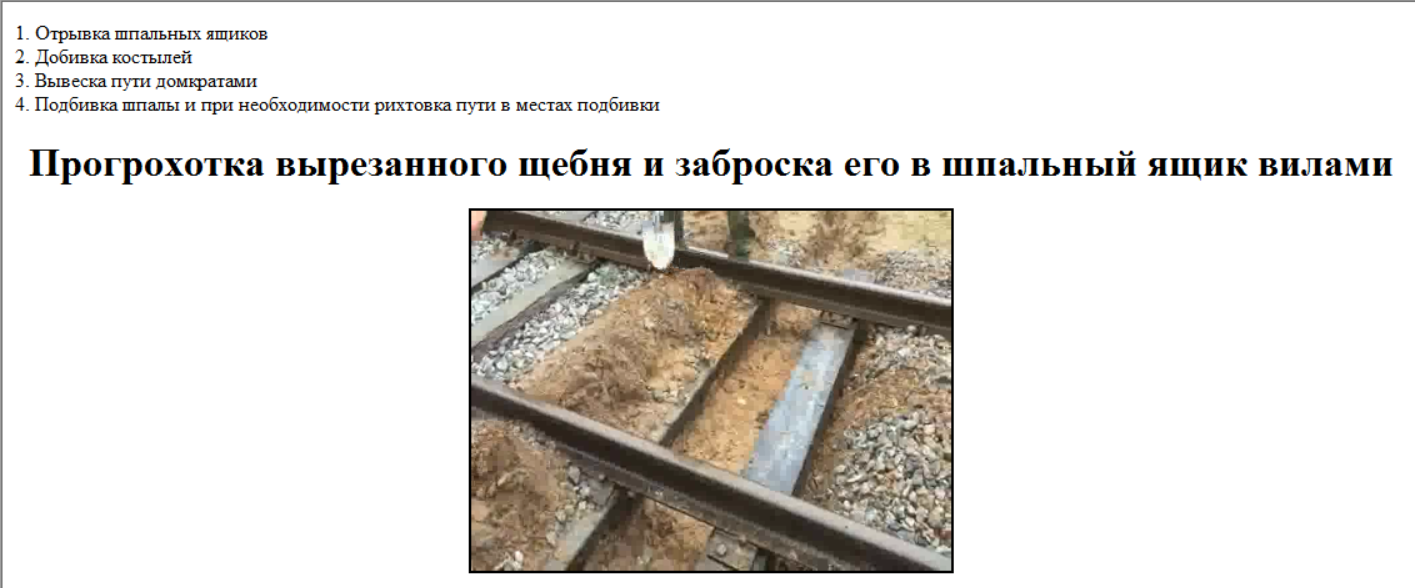 1. Отрывка шпальных ящиков
2. Добивка костылей
3. Вывеска пути домкратами
4. Подбивка шпалы и при необходимости рихтовка пути в местах подбивки
Прогрохотка вырезанного щебня и заброска его в шпальный ящик вилами